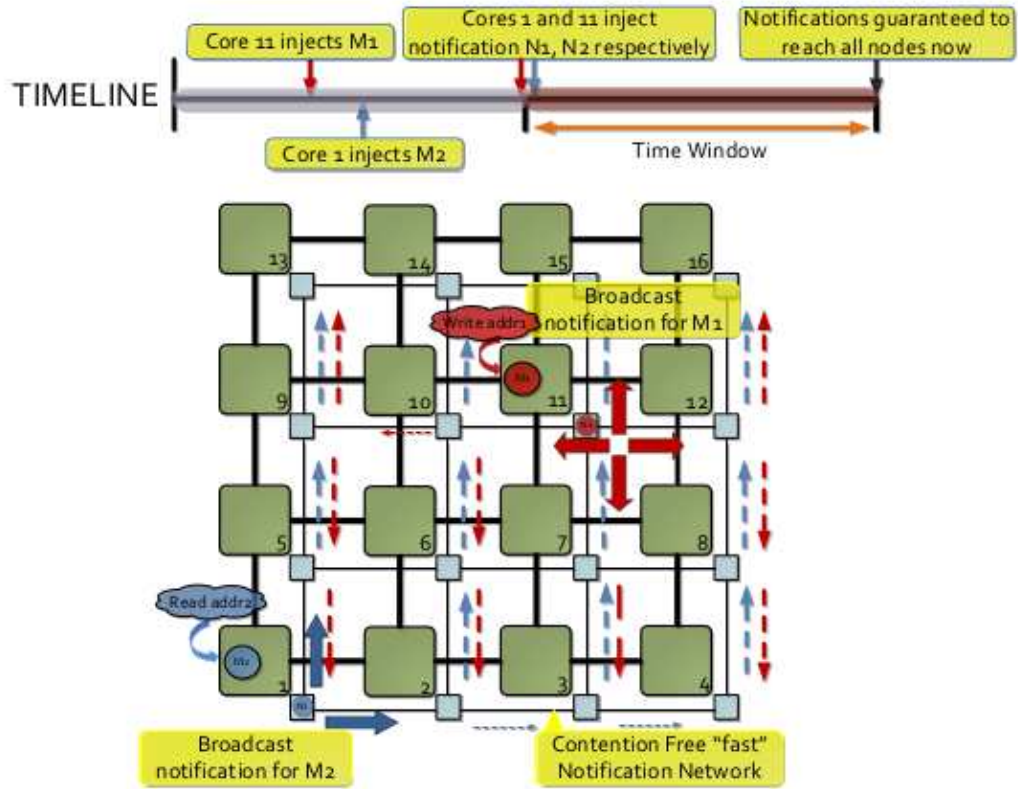 Core 11 injects M1
Cores 1 and 11 inject
notification N1, N2 respectively
Notifications guaranteed to
reach all nodes now
TIMELINE
Core 1 injects M2
Time Window
13
14
15
16
Broadcast
notification for M1
Write addr1
9
10
11
12
5
6
7
8
Read addr2
M2
1
2
3
4
Broadcast
notification for M2
Contention Free "fast"
Notification Network